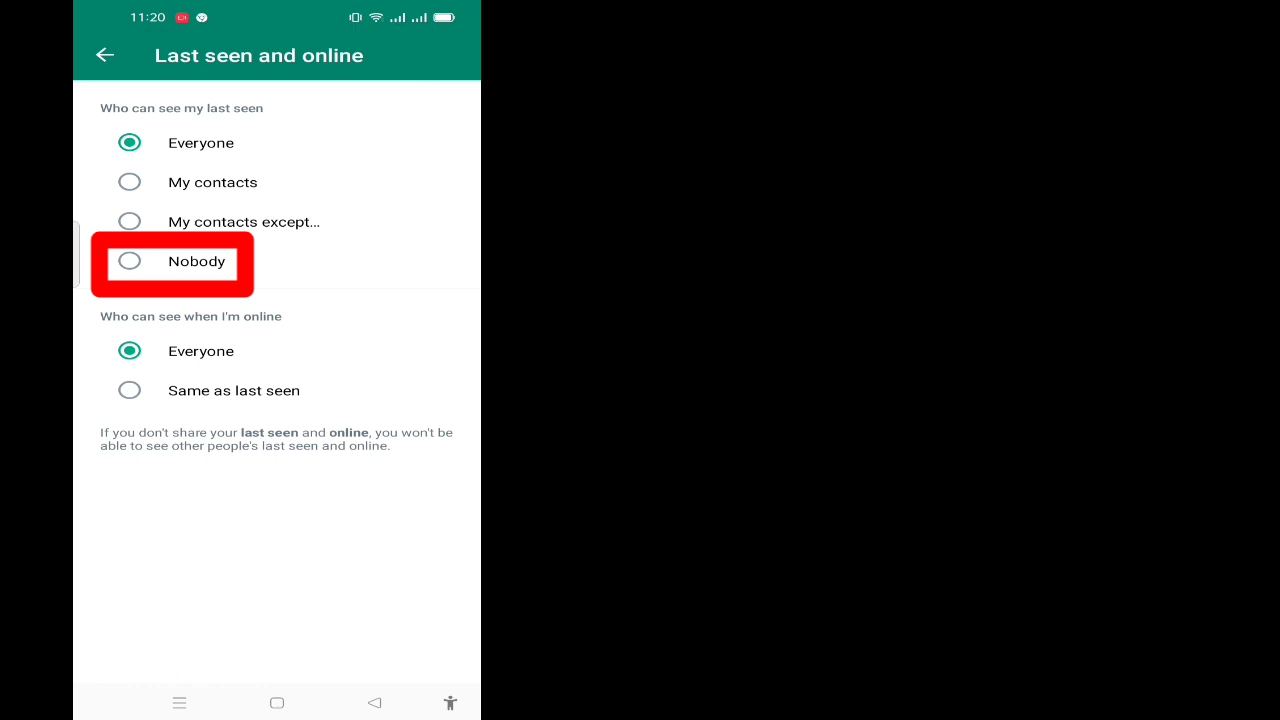 11:20
Last seen and online
Who can see my last seen
Everyone
My contacts
My contacts except...
Nobody
Who can see when I'm online
Everyone
Same as last seen
If you don't share your last seen and online, you won't be
able to see other people's last seen and online.